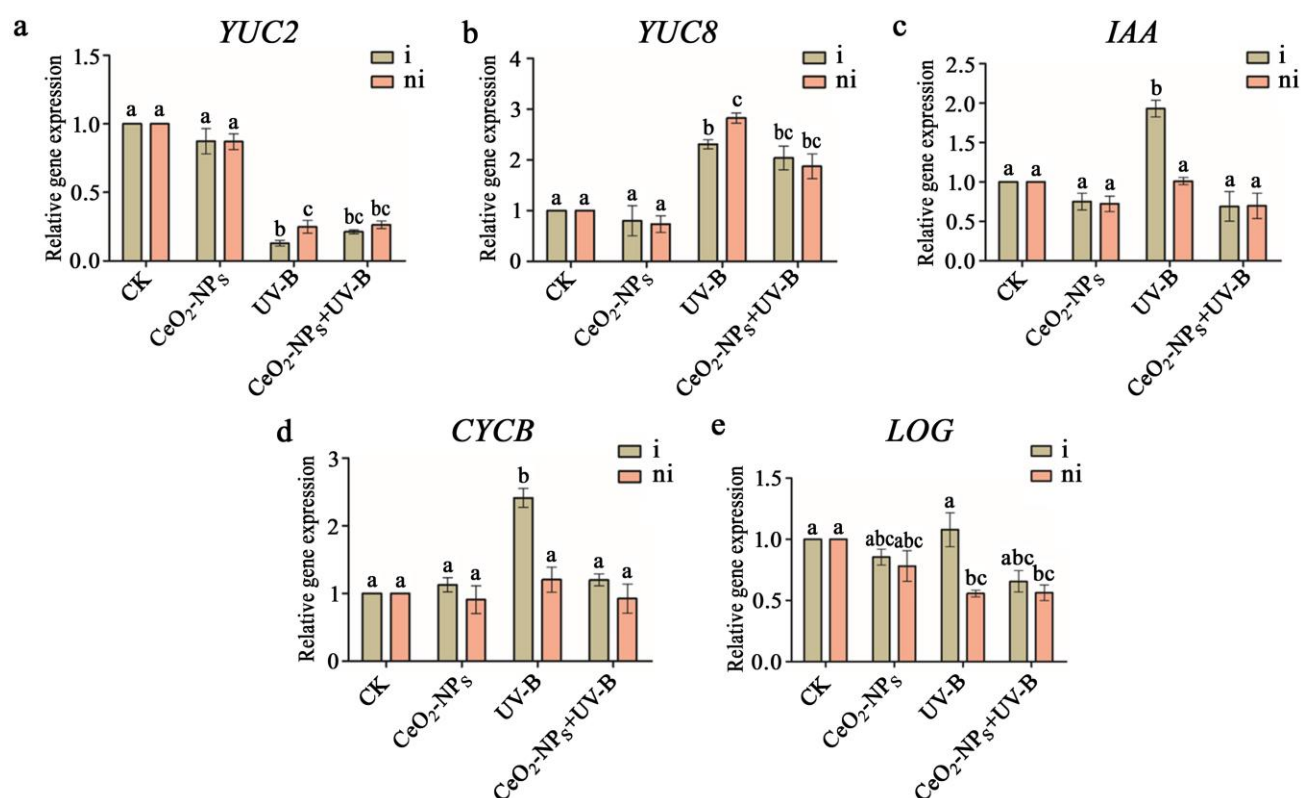 a
YUC2
i
ni
Relative gene expression
1.5
1.0
0.5
0.0
a a
a a
b c
bc bc
CK
CeO₂-NPs
UV-B
CeO₂-NPs+UV-B
b
YUC8
i
ni
Relative gene expression
4
3
2
1
0
a a
a a
b c
bc bc
CK
CeO₂-NPs
UV-B
CeO₂-NPs+UV-B
c
IAA
i
ni
Relative gene expression
2.5
2.0
1.5
1.0
0.5
0.0
a a
a a
b a
a a
CK
CeO₂-NPs
UV-B
CeO₂-NPs+UV-B
d
CYCB
i
ni
Relative gene expression
3
2
1
0
a a
a a
b a
a a
CK
CeO₂-NPs
UV-B
CeO₂-NPs+UV-B
e
LOG
i
ni
Relative gene expression
1.5
1.0
0.5
0.0
a a
abc abc
a bc
abc bc
CK
CeO₂-NPs
UV-B
CeO₂-NPs+UV-B